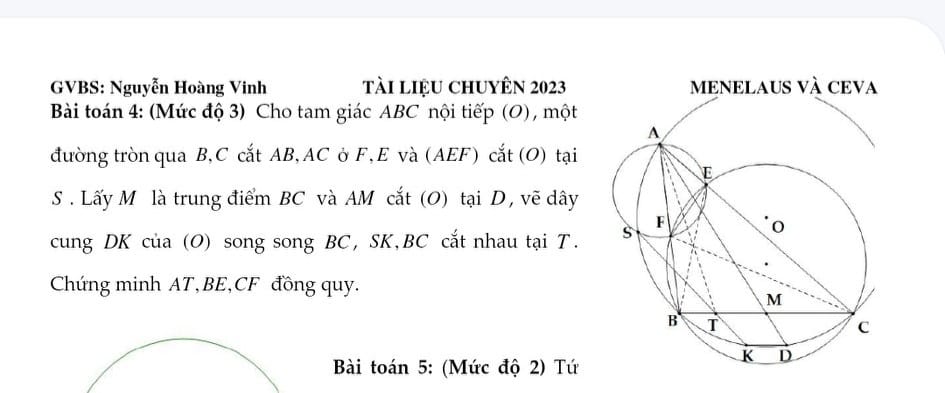 GVBS: Nguyễn Hoàng Vinh TÀI LIỆU CHUYÊN 2023 MENELAUS VÀ CEVA
Bài toán 4: (Mức độ 3) Cho tam giác ABC nội tiếp (O), một
đường tròn qua B,C cắt AB,AC ở F,E và (AEF) cắt (O) tại
S. Lấy M là trung điểm BC và AM cắt (O) tại D, vẽ dây
cung DK của (O) song song BC, SK,BC cắt nhau tại T.
Chứng minh AT,BE,CF đồng quy.
A
E
F
O
S
M
B
T
C
K
D
Bài toán 5: (Mức độ 2) Tứ